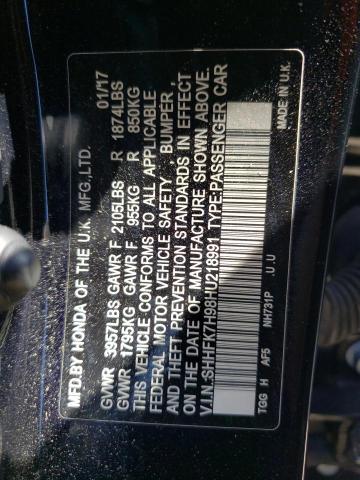 MFD.BY HONDA OF THE U.K. MFG.,LTD. 01/17
GVWR 3957LBS GAWR F 2105LBS R 1874LBS
GVWR 1795KG GAWR F 955KG R 850KG
THIS VEHICLE CONFORMS TO ALL APPLICABLE
FEDERAL MOTOR VEHICLE SAFETY, BUMPER,
AND THEFT PREVENTION STANDARDS IN EFFECT
ON THE DATE OF MANUFACTURE SHOWN ABOVE.
V.I.N.:SHHFK7H98HU218991 TYPE:PASSENGER CAR
TGG H AF5 NH731P .U.U MADE IN U.K.